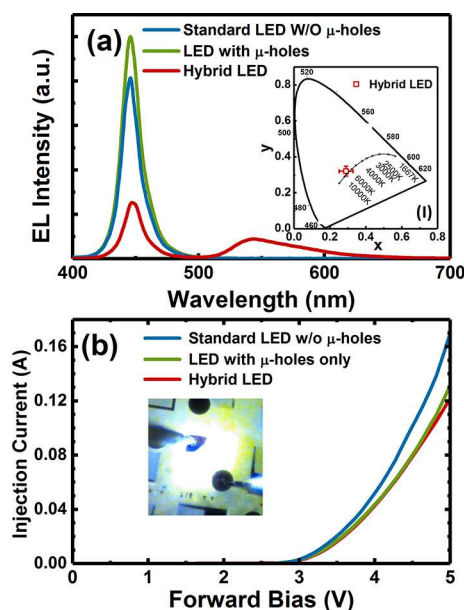 (a)
Standard LED W/O μ-holes
LED with μ-holes
Hybrid LED
EL Intensity (a.u.)
400 500 600 700
Wavelength (nm)
Hybrid LED
0.8
0.6
0.4
0.2
0.0
y
0.0 0.2 0.4 0.6 0.8
x
520
560
500
580
600
620
480
460
1667K
2500K
3000K
4000K
6000K
10000K
(I)
(b)
Standard LED w/o μ-holes
LED with μ-holes only
Hybrid LED
Injection Current (A)
0.16
0.12
0.08
0.04
0.00
0 1 2 3 4 5
Forward Bias (V)